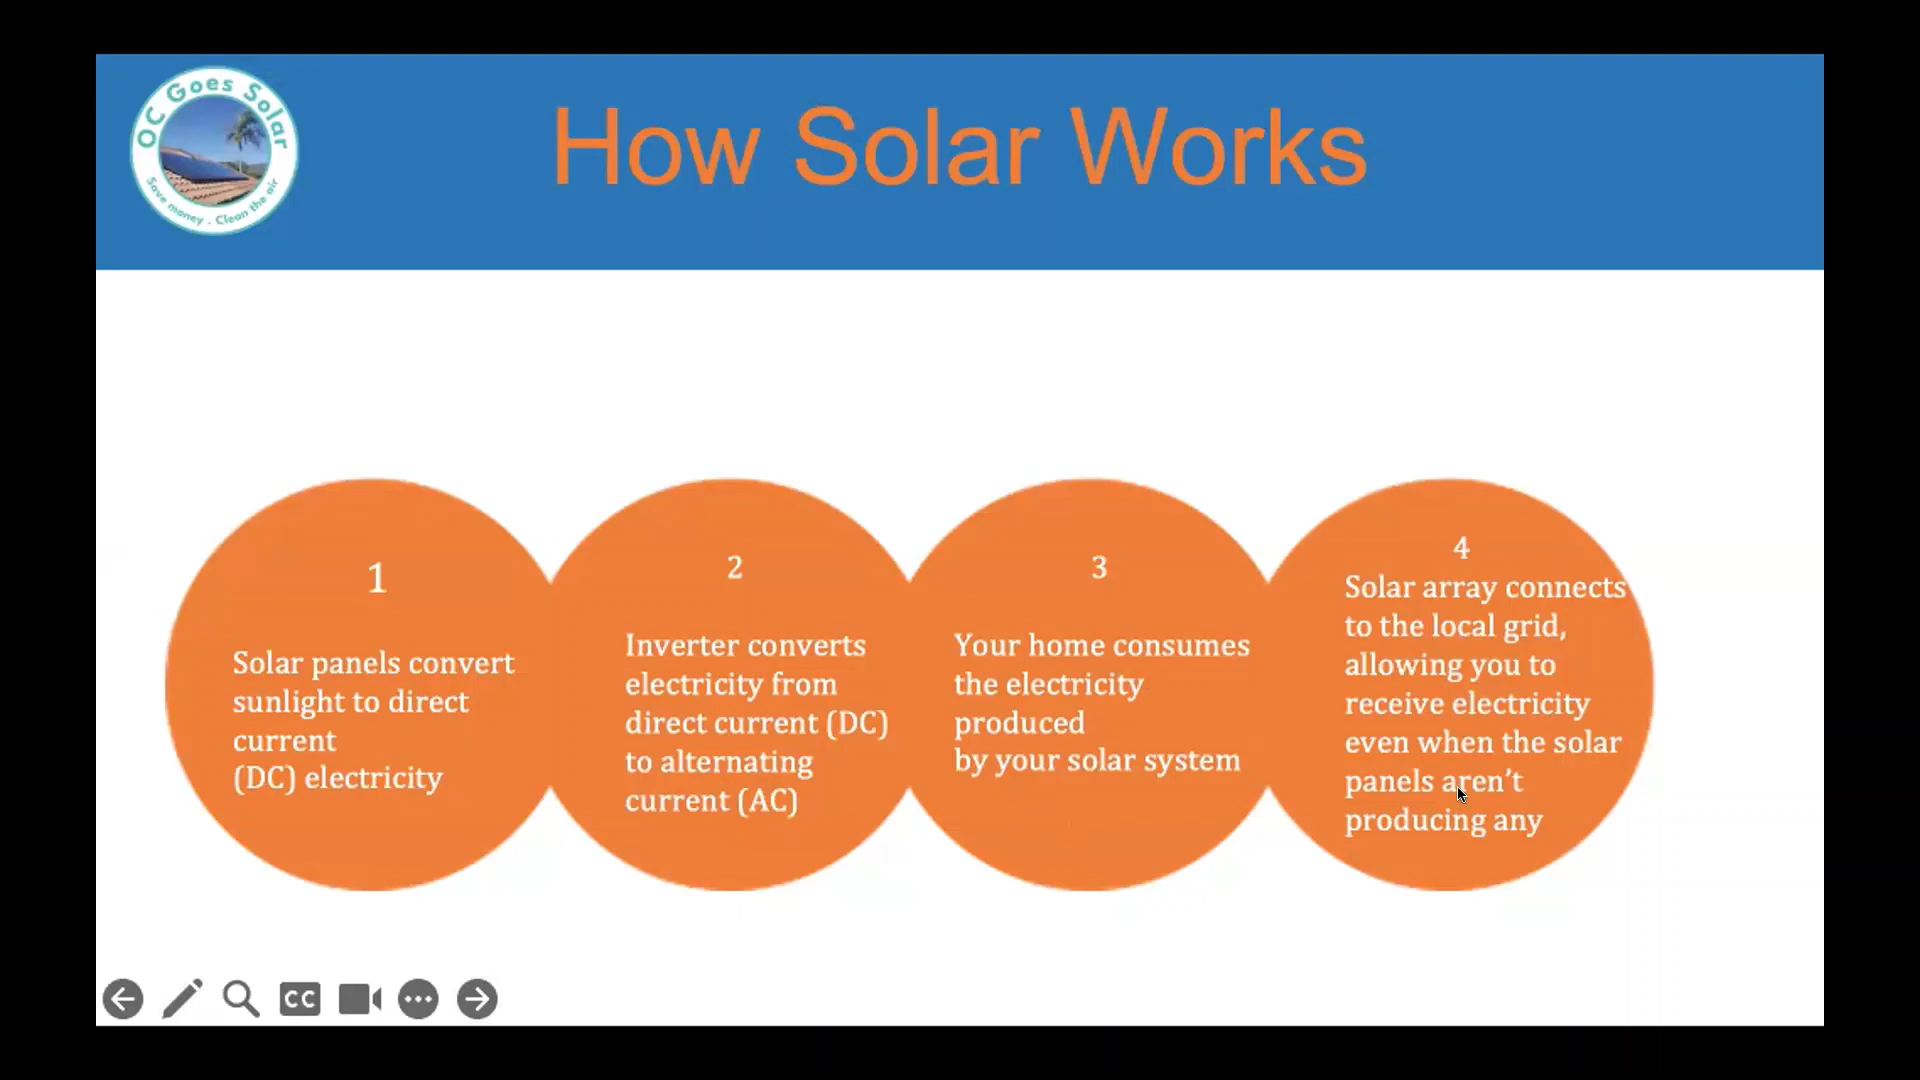 OC Goes Solar
Save money . Clean the air
How Solar Works
1
Solar panels convert
sunlight to direct
current
(DC) electricity
2
Inverter converts
electricity from
direct current (DC)
to alternating
current (AC)
3
Your home consumes
the electricity
produced
by your solar system
4
Solar array connects
to the local grid,
allowing you to
receive electricity
even when the solar
panels aren’t
producing any
CC